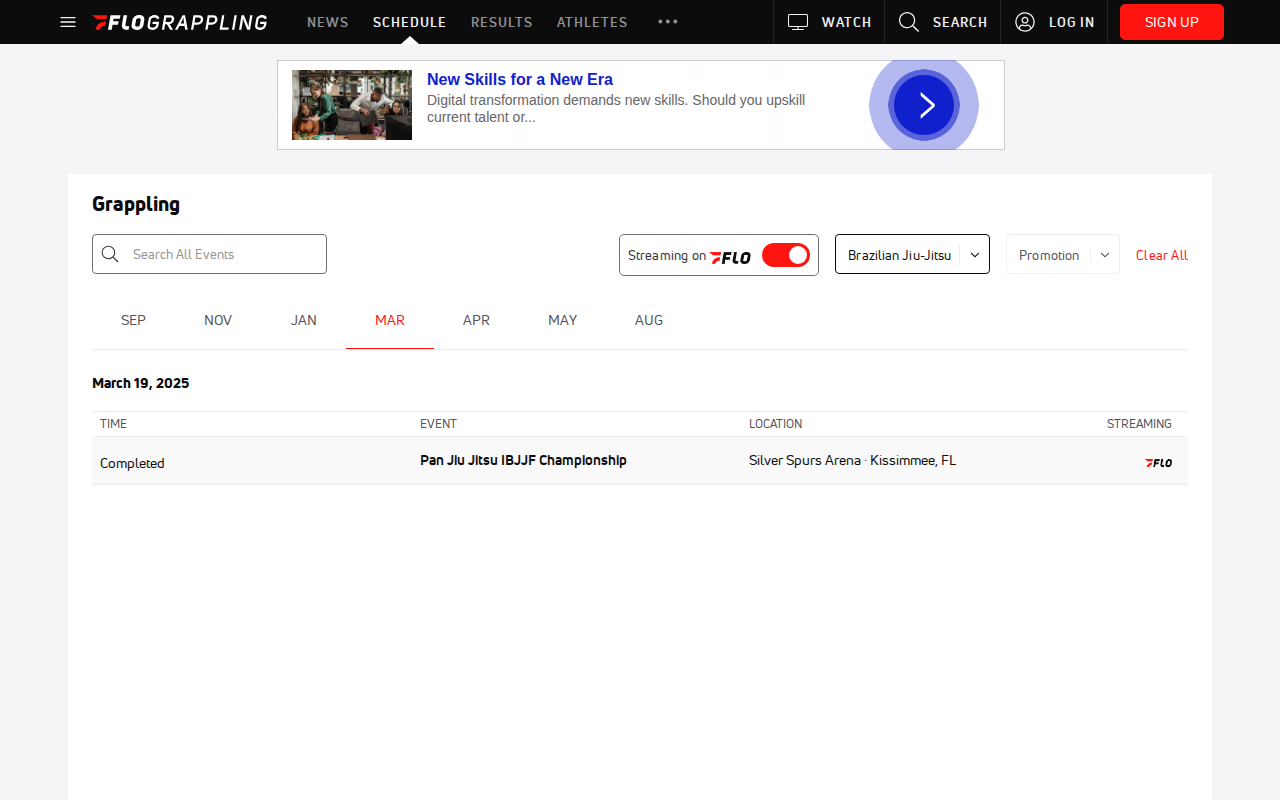 FLOGRAPPLING NEWS SCHEDULE RESULTS ATHLETES WATCH SEARCH LOG IN SIGN UP
New Skills for a New Era
Digital transformation demands new skills. Should you upskill
current talent or...
Grappling
Search All Events Streaming on FLO Brazilian Jiu-Jitsu Promotion Clear All
SEP NOV JAN MAR APR MAY AUG
March 19, 2025
TIME EVENT LOCATION STREAMING
Completed Pan Jiu Jitsu IBJJF Championship Silver Spurs Arena · Kissimmee, FL FLO